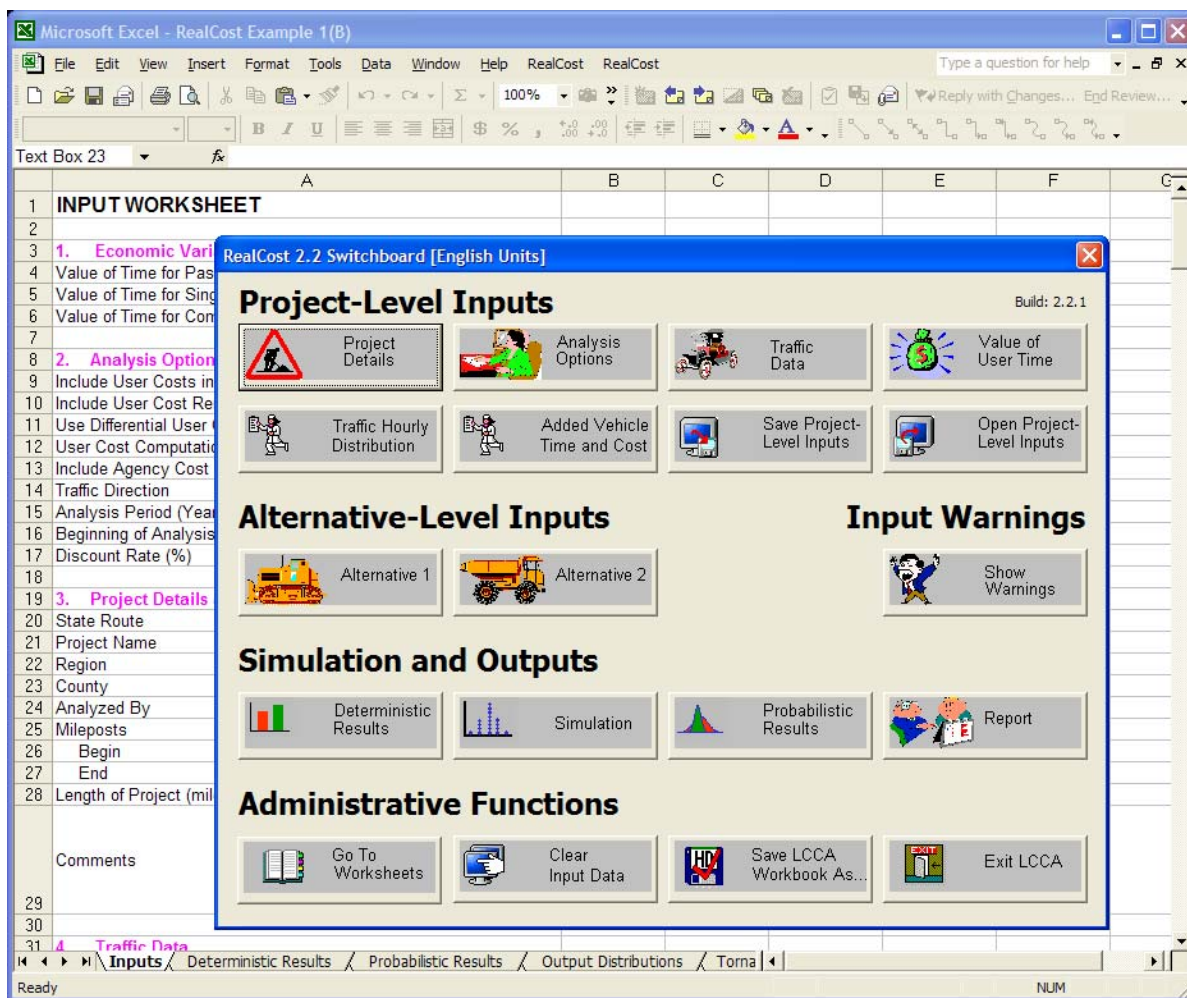 Microsoft Excel - RealCost Example 1(B)
File Edit View Insert Format Tools Data Window Help RealCost RealCost Type a question for help
100% Reply with Changes... End Review...
B I U $ % ,
Text Box 23 fx
A B C D E F G
1 INPUT WORKSHEET
2
3 1. Economic Vari
4 Value of Time for Pas
5 Value of Time for Sing
6 Value of Time for Com
7
8 2. Analysis Option
9 Include User Costs in
10 Include User Cost Re
11 Use Differential User
12 User Cost Computatio
13 Include Agency Cost
14 Traffic Direction
15 Analysis Period (Year
16 Beginning of Analysis
17 Discount Rate (%)
18
19 3. Project Details
20 State Route
21 Project Name
22 Region
23 County
24 Analyzed By
25 Mileposts
26 Begin
27 End
28 Length of Project (mil
Comments
29
30
31 4. Traffic Data
RealCost 2.2 Switchboard [English Units]
Project-Level Inputs
Build: 2.2.1
Project Details
Analysis Options
Traffic Data
Value of User Time
Traffic Hourly Distribution
Added Vehicle Time and Cost
Save Project-Level Inputs
Open Project-Level Inputs
Alternative-Level Inputs
Input Warnings
Alternative 1
Alternative 2
Show Warnings
Simulation and Outputs
Deterministic Results
Simulation
Probabilistic Results
Report
Administrative Functions
Go To Worksheets
Clear Input Data
HD
Save LCCA Workbook As...
EXIT
Exit LCCA
Inputs Deterministic Results Probabilistic Results Output Distributions Torna
Ready NUM